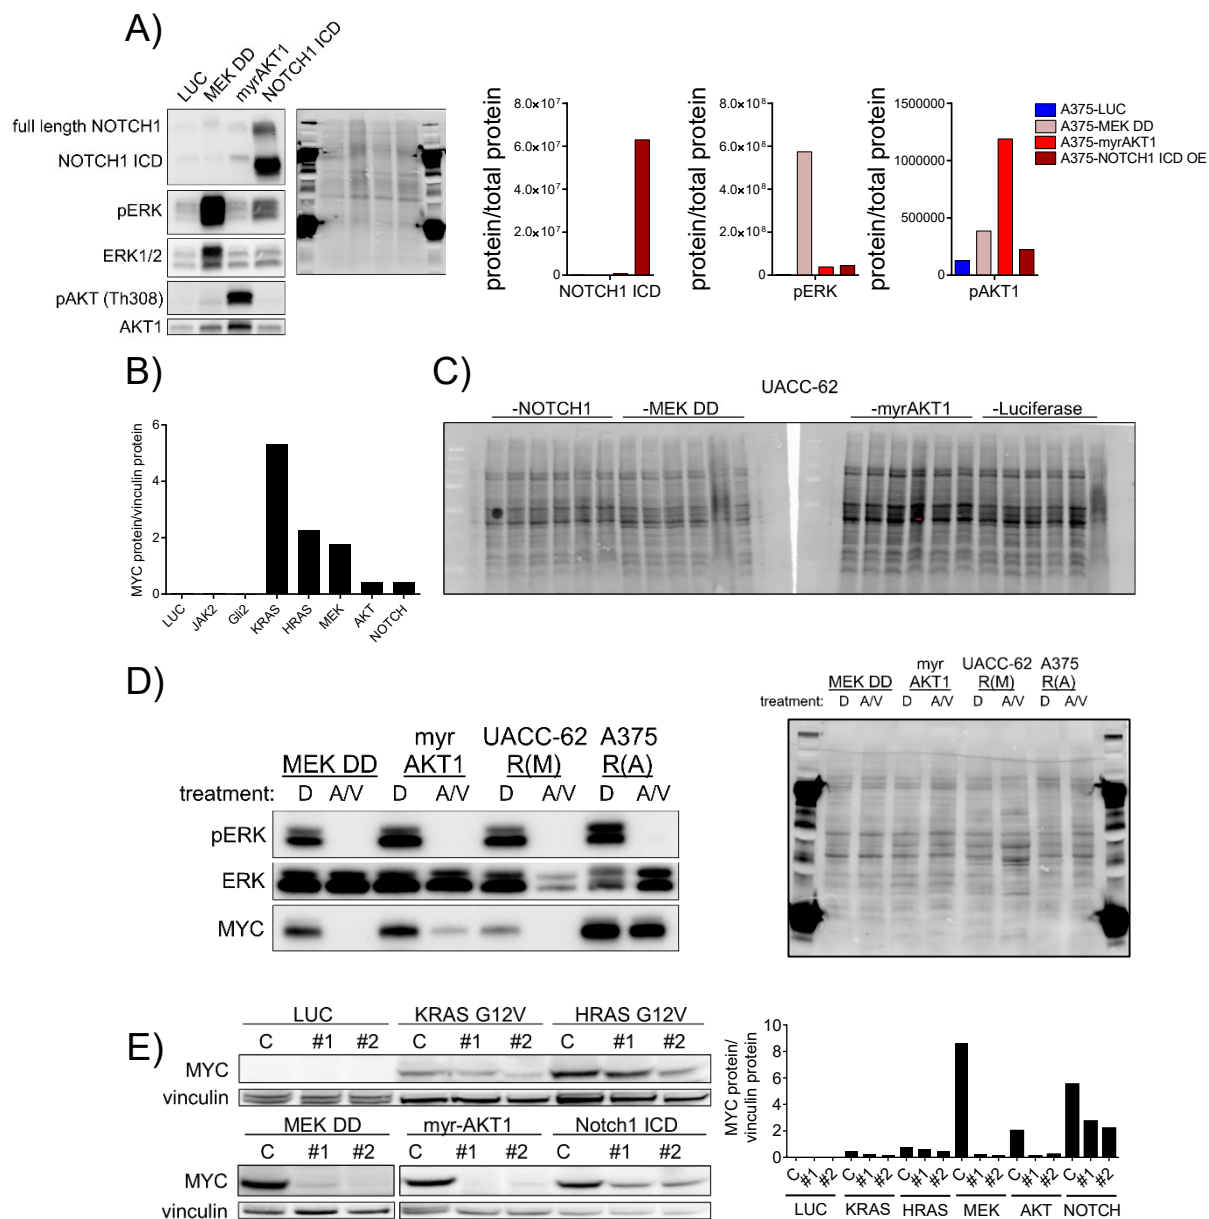 A)
LUC
MEK DD
myrAKT1
NOTCH1 ICD
full length NOTCH1
NOTCH1 ICD
pERK
ERK1/2
pAKT (Th308)
AKT1
protein/total protein
8.0×10⁷
6.0×10⁷
4.0×10⁷
2.0×10⁷
0
NOTCH1 ICD
protein/total protein
8.0×10⁸
6.0×10⁸
4.0×10⁸
2.0×10⁸
0
pERK
protein/total protein
1500000
1000000
500000
0
pAKT1
A375-LUC
A375-MEK DD
A375-myrAKT1
A375-NOTCH1 ICD OE
B)
MYC protein/vinculin protein
6
4
2
0
LUC
JAK2
Gli2
KRAS
HRAS
MEK
AKT
NOTCH
C)
UACC-62
-NOTCH1 -MEK DD -myrAKT1 -Luciferase
D)
MEK DD
myr
AKT1
UACC-62
R(M)
A375
R(A)
treatment: D A/V D A/V D A/V D A/V
pERK
ERK
MYC
MEK DD
myr
AKT1
UACC-62
R(M)
A375
R(A)
treatment: D A/V D A/V D A/V D A/V
E)
LUC KRAS G12V HRAS G12V
C #1 #2 C #1 #2 C #1 #2
MYC
vinculin
MEK DD myr-AKT1 Notch1 ICD
C #1 #2 C #1 #2 C #1 #2
MYC
vinculin
MYC protein/
vinculin protein
10
8
6
4
2
0
C #1 #2 C #1 #2 C #1 #2 C #1 #2 C #1 #2 C #1 #2
LUC KRAS HRAS MEK AKT NOTCH